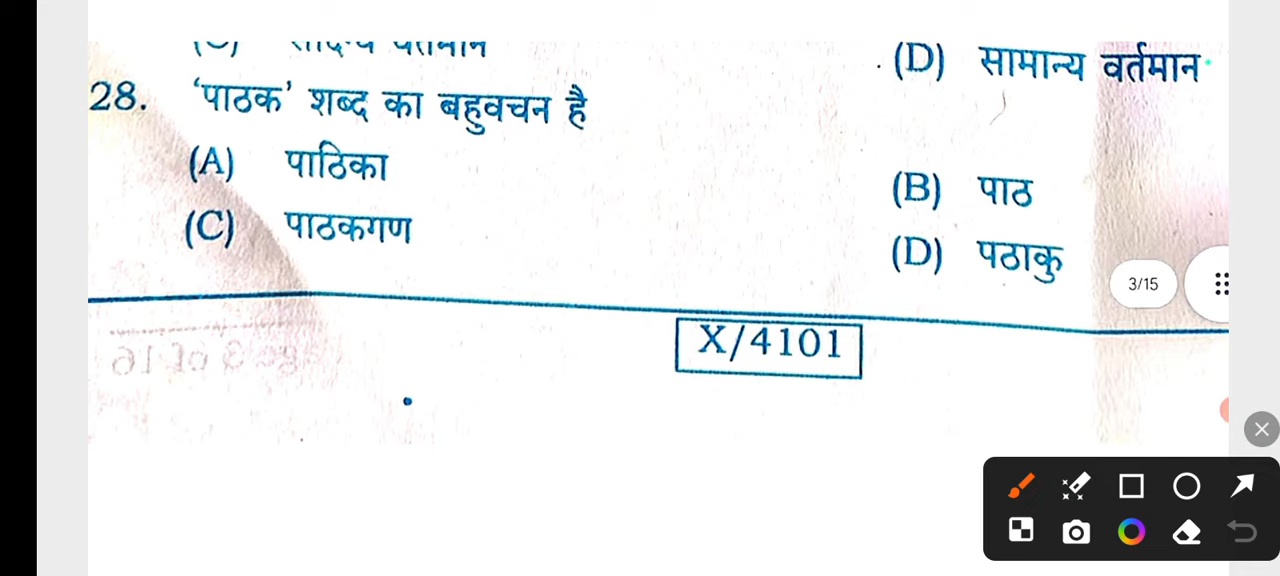 (D) सामान्य वर्तमान
28. 'पाठक' शब्द का बहुवचन है
(A) पाठिका
(B) पाठ
(C) पाठकगण
(D) पठाकु
3/15
X/4101